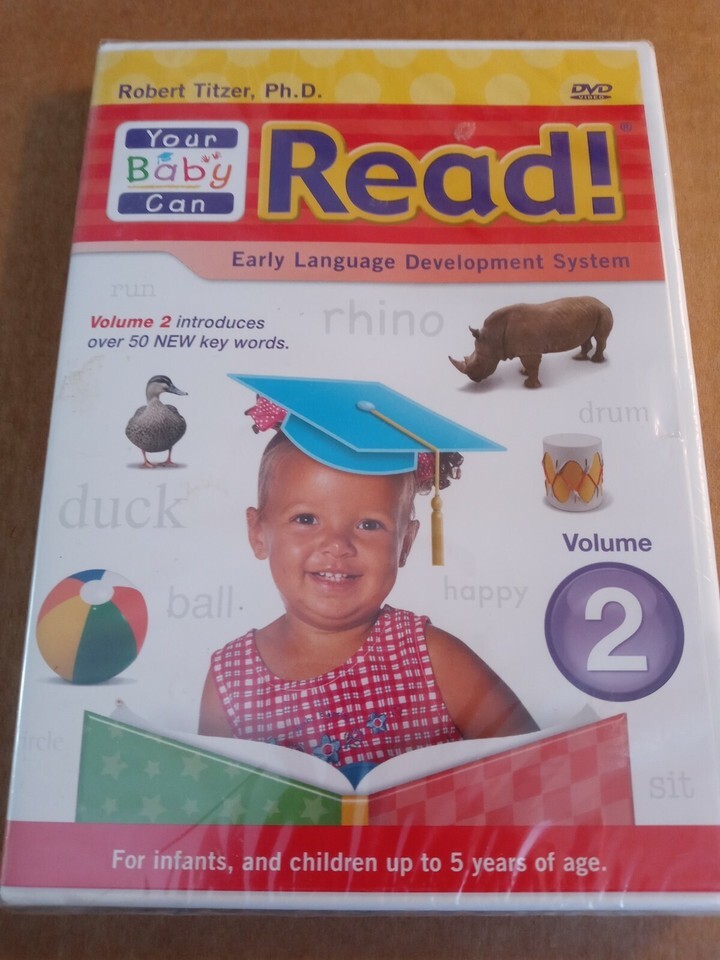 Robert Titzer, Ph.D.
DVD
VIDEO
Your
Baby
Can
Read!®
Early Language Development System
run
Volume 2 introduces
over 50 NEW key words.
rhino
drum
duck
Volume
2
ball
happy
sit
For infants, and children up to 5 years of age.